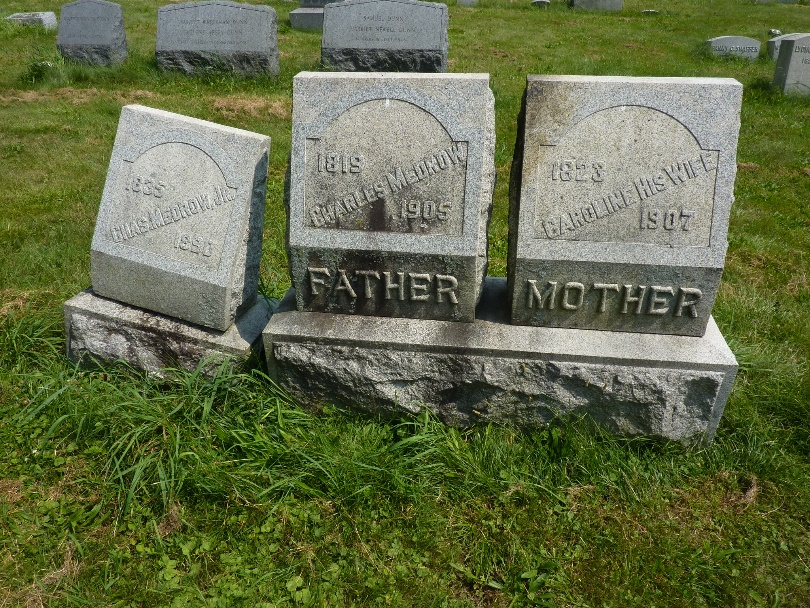 1835
CHAS. MEDROW, JR.
1890
1819
CHARLES MEDROW
1905
FATHER
1823
CAROLINE HIS WIFE
1907
MOTHER